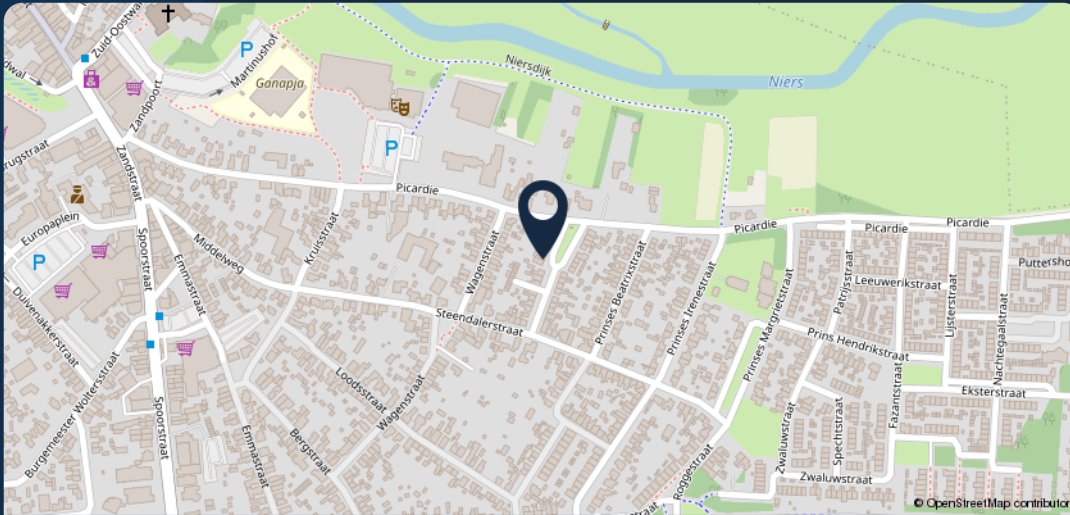 Zuid-Oostwal
P
Martinushof
Ganapja
Niersdijk
Niers
Zandpoort
P
Zandstraat
Picardie
Picardie
Picardie
Picardie
Europaplein
P
Spoorstraat
Middelweg
Emmastraat
Kruisstraat
Wagenstraat
Prinses Beatrixstraat
Prinses Irenestraat
Prinses Margrietstraat
Patrijsstraat
Leeuwerikstraat
Lijsterstraat
Nachtegaalstraat
Duivenakkerstraat
Steendalerstraat
Prins Hendrikstraat
Burgemeester Woltersstraat
Loodsstraat
Wagenstraat
Eksterstraat
Fazantstraat
Spoorstraat
Emmastraat
Bergstraat
Roggestraat
Zwaluwstraat
Spechtstraat
Zwaluwstraat
© OpenStreetMap contributor